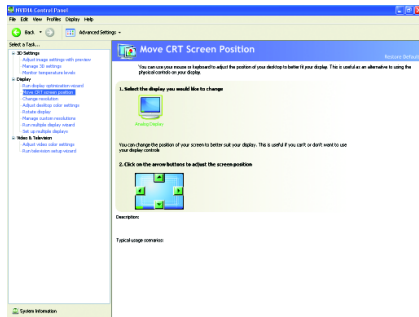 NVIDIA Control Panel
File Edit View Profiles Display Help
Back Advanced Settings
Select a Task...
3D Settings
Adjust image settings with preview
Manage 3D settings
Monitor temperature levels
Display
Run display optimization wizard
Move CRT screen position
Change resolution
Adjust desktop color settings
Rotate display
Manage custom resolutions
Run multiple display wizard
Set up multiple displays
Video & Television
Adjust video color settings
Run television setup wizard
System Information
Move CRT Screen Position
Restore Defaults
You can use your mouse or keyboard to adjust the position of your desktop to better fit your display. This is useful as an alternative to using the
physical controls on your display.
1. Select the display you would like to change
Analog Display
You can change the position of your screen to better suit your display. This is useful if you can't or don't want to use
your display controls
2. Click on the arrow buttons to adjust the screen position
Description:
Typical usage scenarios: